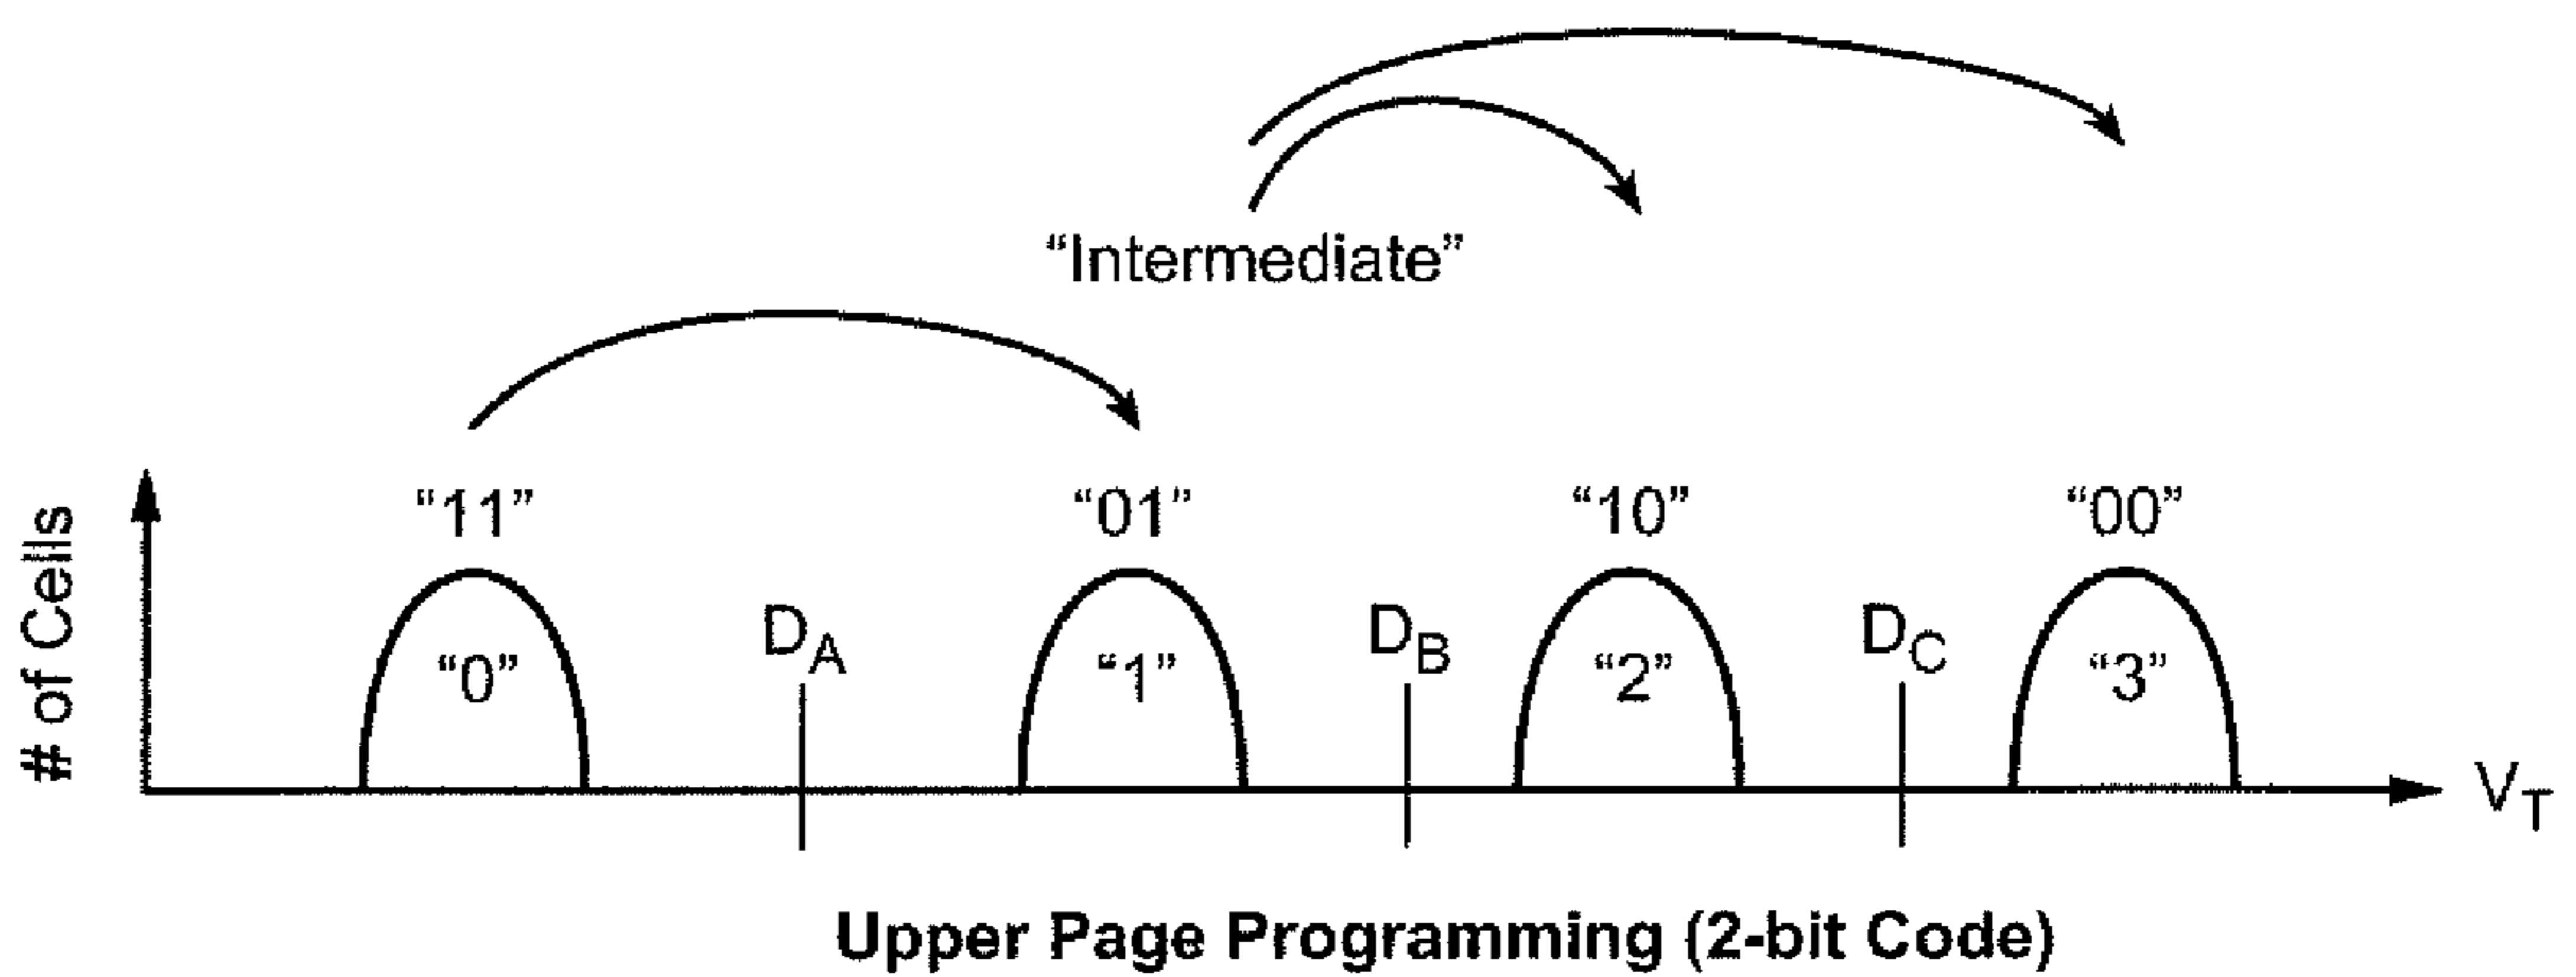 “Intermediate”
“11” “01” “10” “00”
# of Cells
D_A D_B D_C
“0” “1” “2” “3”
V_T
Upper Page Programming (2-bit Code)